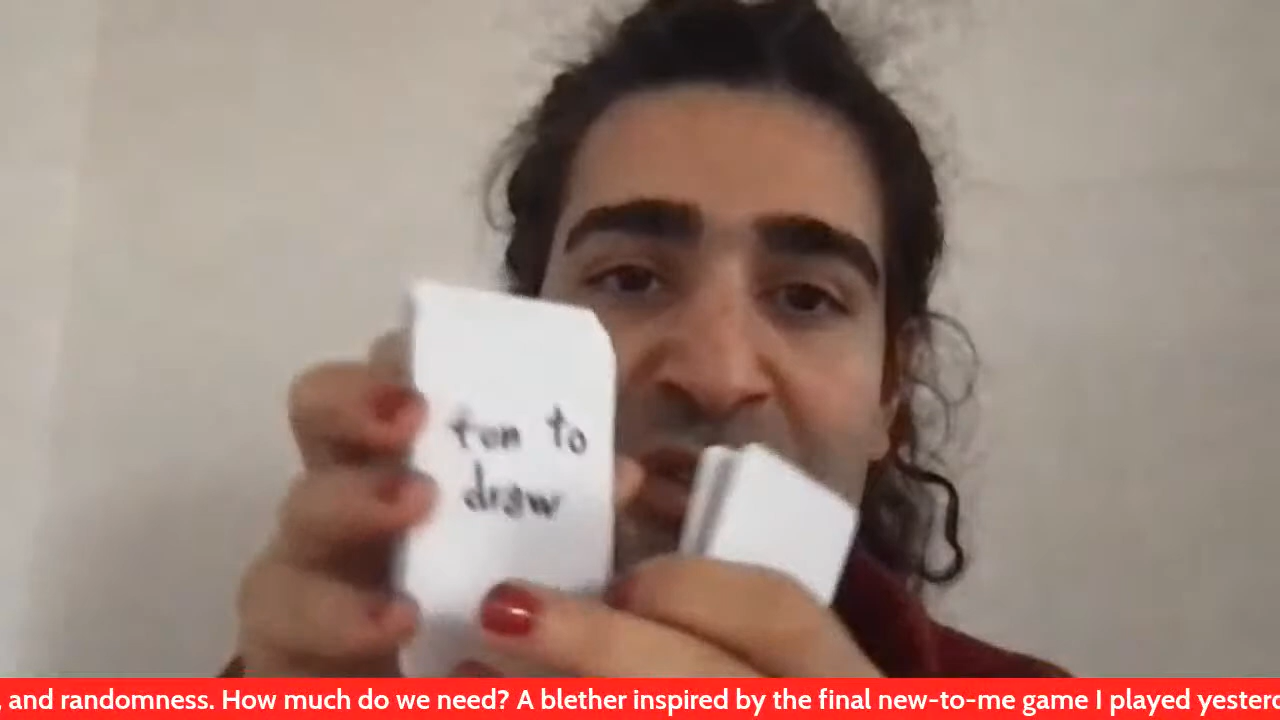 fun to
draw
, and randomness. How much do we need? A blether inspired by the final new-to-me game I played yesterd